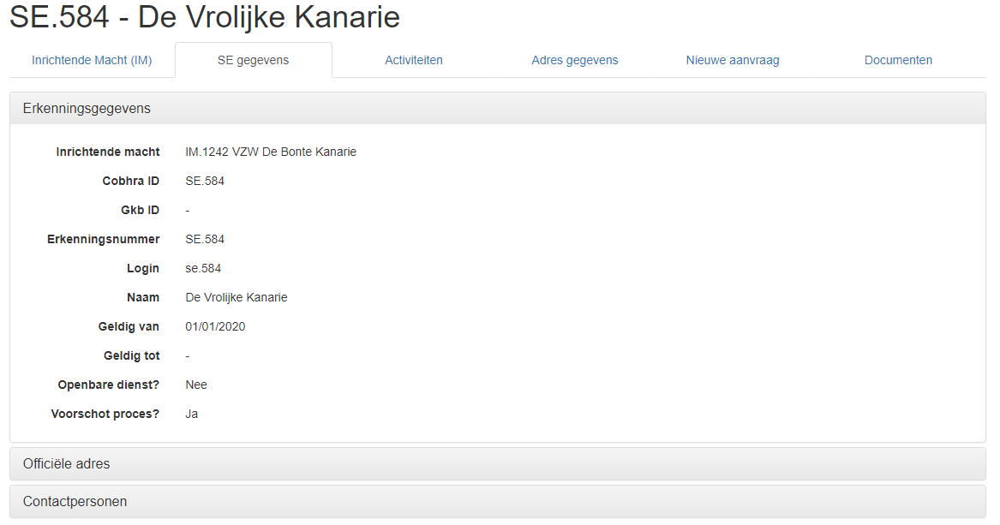 SE.584 - De Vrolijke Kanarie
Inrichtende Macht (IM) SE gegevens Activiteiten Adres gegevens Nieuwe aanvraag Documenten
Erkenningsgegevens
Inrichtende macht IM.1242 VZW De Bonte Kanarie
Cobhra ID SE.584
Gkb ID -
Erkenningsnummer SE.584
Login se.584
Naam De Vrolijke Kanarie
Geldig van 01/01/2020
Geldig tot -
Openbare dienst? Nee
Voorschot proces? Ja
Officiële adres
Contactpersonen